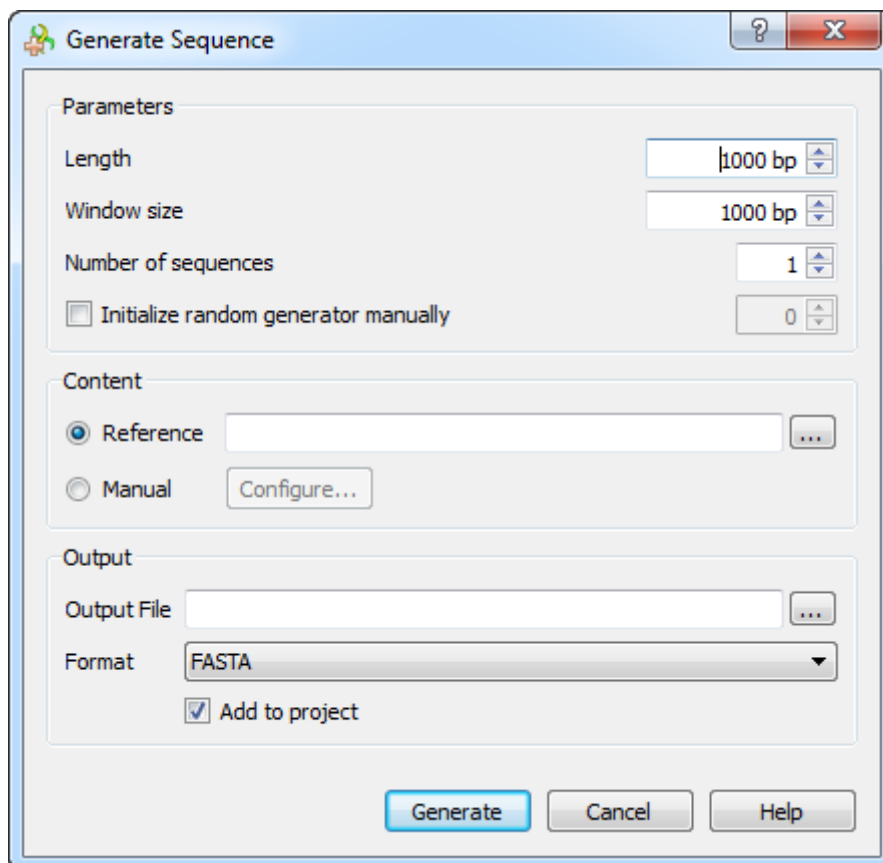 Generate Sequence
Parameters
Length 1000 bp
Window size 1000 bp
Number of sequences 1
Initialize random generator manually 0
Content
Reference ...
Manual Configure...
Output
Output File ...
Format FASTA
Add to project
Generate Cancel Help